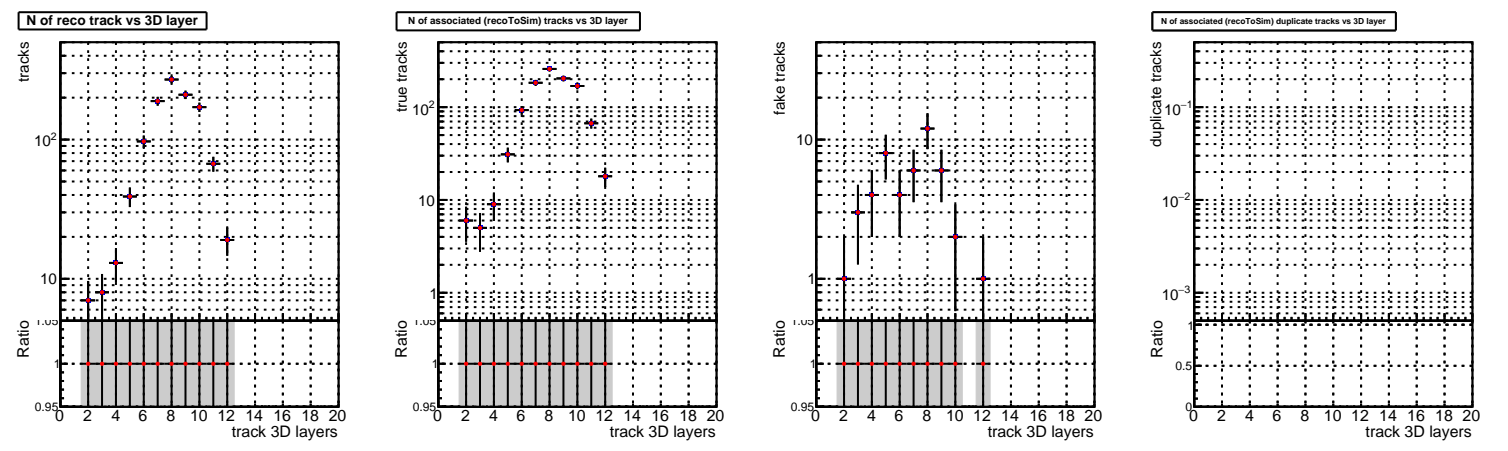 N of reco track vs 3D layer
tracks
10²
10
Ratio
1.05
1
0.95
0 2 4 6 8 10 12 14 16 18 20
track 3D layers
N of associated (recoToSim) tracks vs 3D layer
true tracks
10²
10
1
Ratio
1.05
1
0.95
0 2 4 6 8 10 12 14 16 18 20
track 3D layers
fake tracks
10
1
Ratio
1.05
1
0.95
0 2 4 6 8 10 12 14 16 18 20
track 3D layers
N of associated (recoToSim) duplicate tracks vs 3D layer
duplicate tracks
10⁻¹
10⁻²
10⁻³
Ratio
1
0.5
0
0 2 4 6 8 10 12 14 16 18 20
track 3D layers